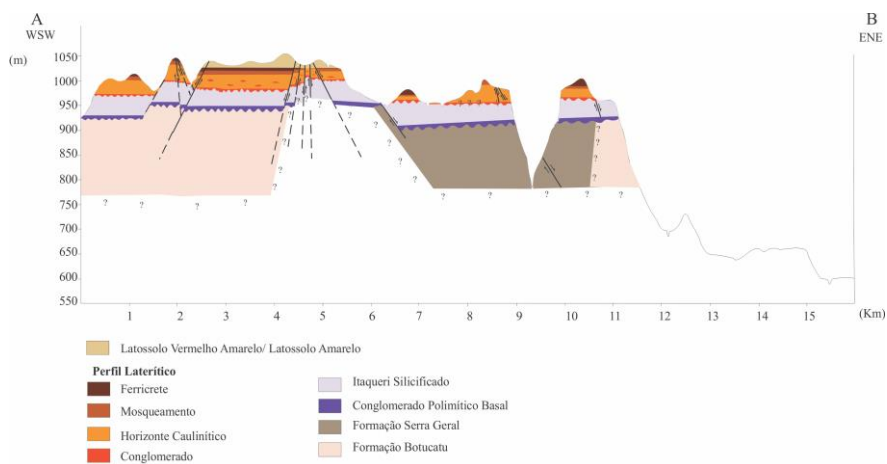 A
WSW
B
ENE
(m)
1050
1000
950
900
850
800
750
700
650
600
550
? ? ? ? ? ? ? ? ? ? ? ? ? ? ? ? ? ? ? ? ? ? ?
1 2 3 4 5 6 7 8 9 10 11 12 13 14 15 (Km)
Latossolo Vermelho Amarelo/ Latossolo Amarelo
Perfil Laterítico
Ferricrete
Mosqueamento
Horizonte Caulinítico
Conglomerado
Itaqueri Silicificado
Conglomerado Polimítico Basal
Formação Serra Geral
Formação Botucatu